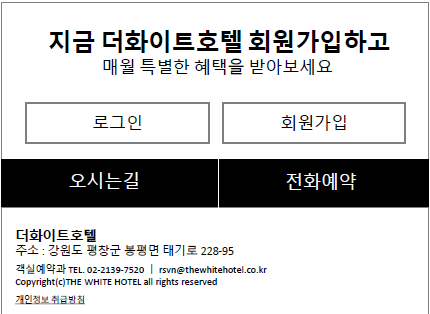 지금 더화이트호텔 회원가입하고
매월 특별한 혜택을 받아보세요
로그인 회원가입
오시는길 전화예약
더화이트호텔
주소 : 강원도 평창군 봉평면 태기로 228-95
객실예약과 TEL. 02-2139-7520 | rsvn@thewhitehotel.co.kr
Copyright(c)THE WHITE HOTEL all rights reserved
개인정보 취급방침